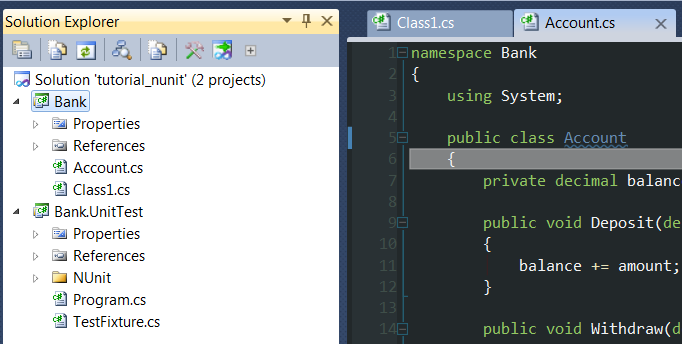 Solution Explorer
Solution 'tutorial_nunit' (2 projects)
Bank
Properties
References
Account.cs
Class1.cs
Bank.UnitTest
Properties
References
NUnit
Program.cs
TestFixture.cs
Class1.cs Account.cs
1 namespace Bank
2 {
3 using System;
4
5 public class Account
6 {
7 private decimal balanc
8
9 public void Deposit(de
10 {
11 balance += amount;
12 }
13
14 public void Withdraw(d